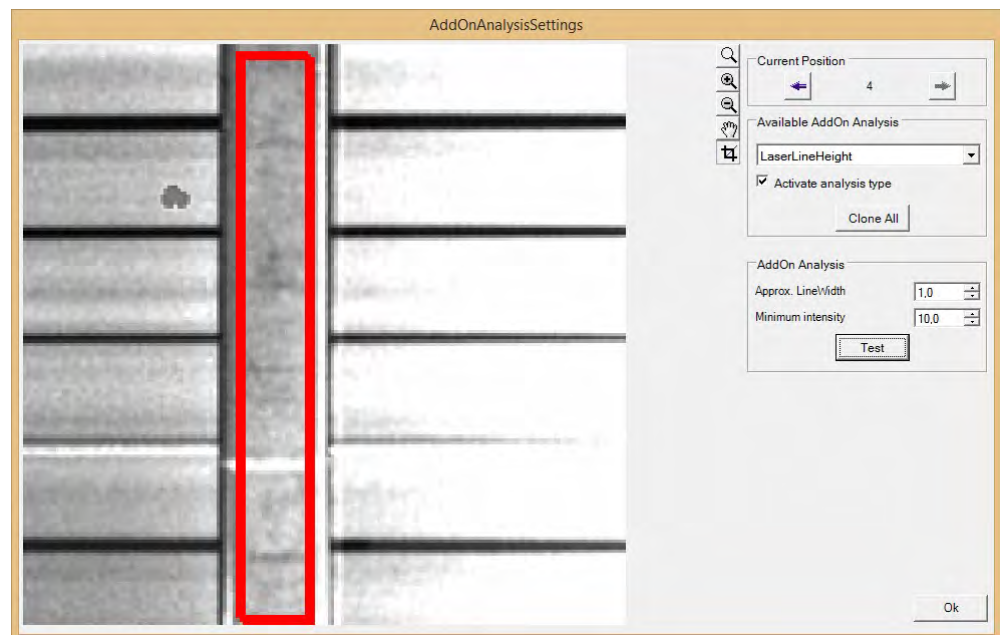 AddOnAnalysisSettings
Current Position
4
Available AddOn Analysis
LaserLineHeight
Activate analysis type
Clone All
AddOn Analysis
Approx. LineWidth 1,0
Minimum intensity 10,0
Test
Ok